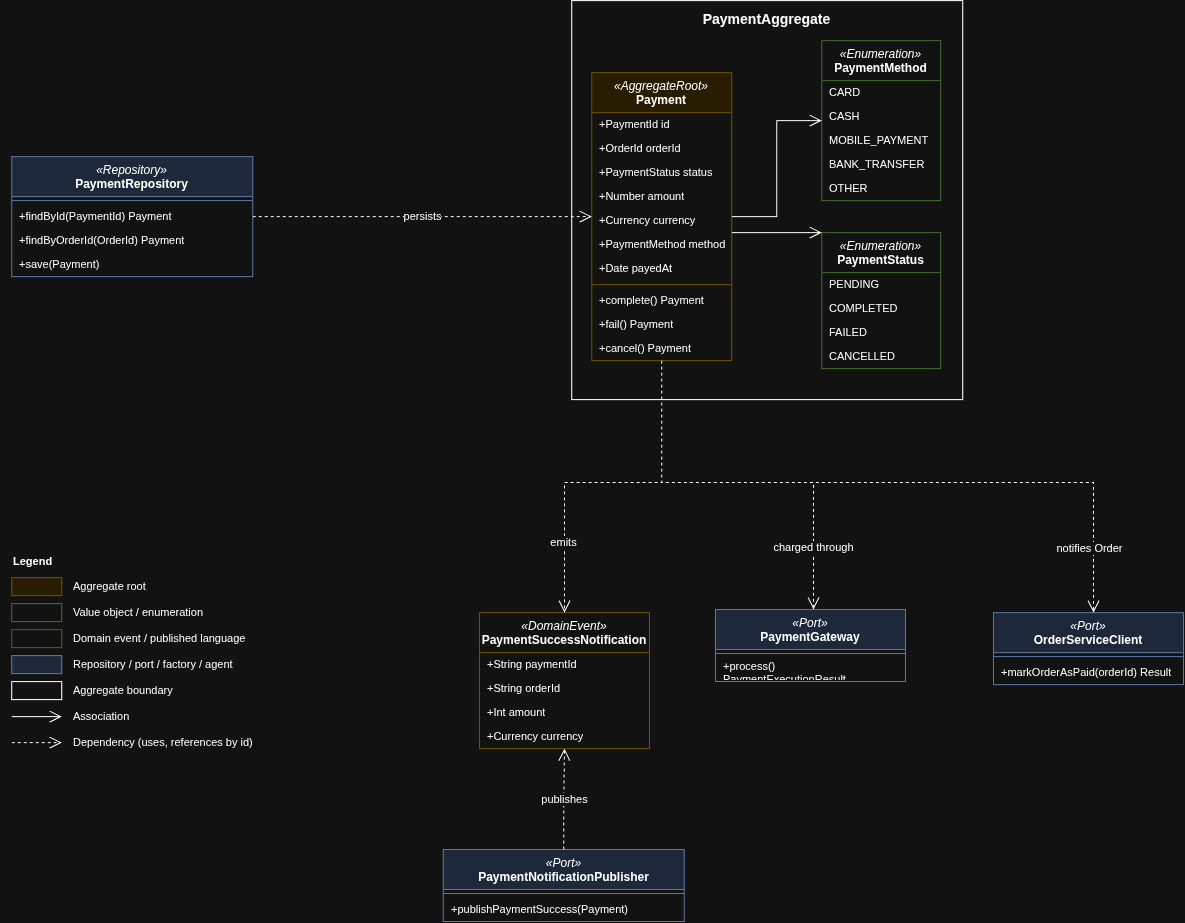 PaymentAggregate
«Enumeration»
PaymentMethod
CARD
CASH
MOBILE_PAYMENT
BANK_TRANSFER
OTHER
«AggregateRoot»
Payment
+PaymentId id
+OrderId orderId
+PaymentStatus status
+Number amount
+Currency currency
+PaymentMethod method
+Date payedAt
+complete() Payment
+fail() Payment
+cancel() Payment
«Repository»
PaymentRepository
+findById(PaymentId) Payment
+findByOrderId(OrderId) Payment
+save(Payment)
persists
«Enumeration»
PaymentStatus
PENDING
COMPLETED
FAILED
CANCELLED
emits
charged through
notifies Order
Legend
Aggregate root
Value object / enumeration
Domain event / published language
Repository / port / factory / agent
Aggregate boundary
Association
Dependency (uses, references by id)
«DomainEvent»
PaymentSuccessNotification
+String paymentId
+String orderId
+Int amount
+Currency currency
«Port»
PaymentGateway
+process()
PaymentExecutionResult
«Port»
OrderServiceClient
+markOrderAsPaid(orderId) Result
publishes
«Port»
PaymentNotificationPublisher
+publishPaymentSuccess(Payment)